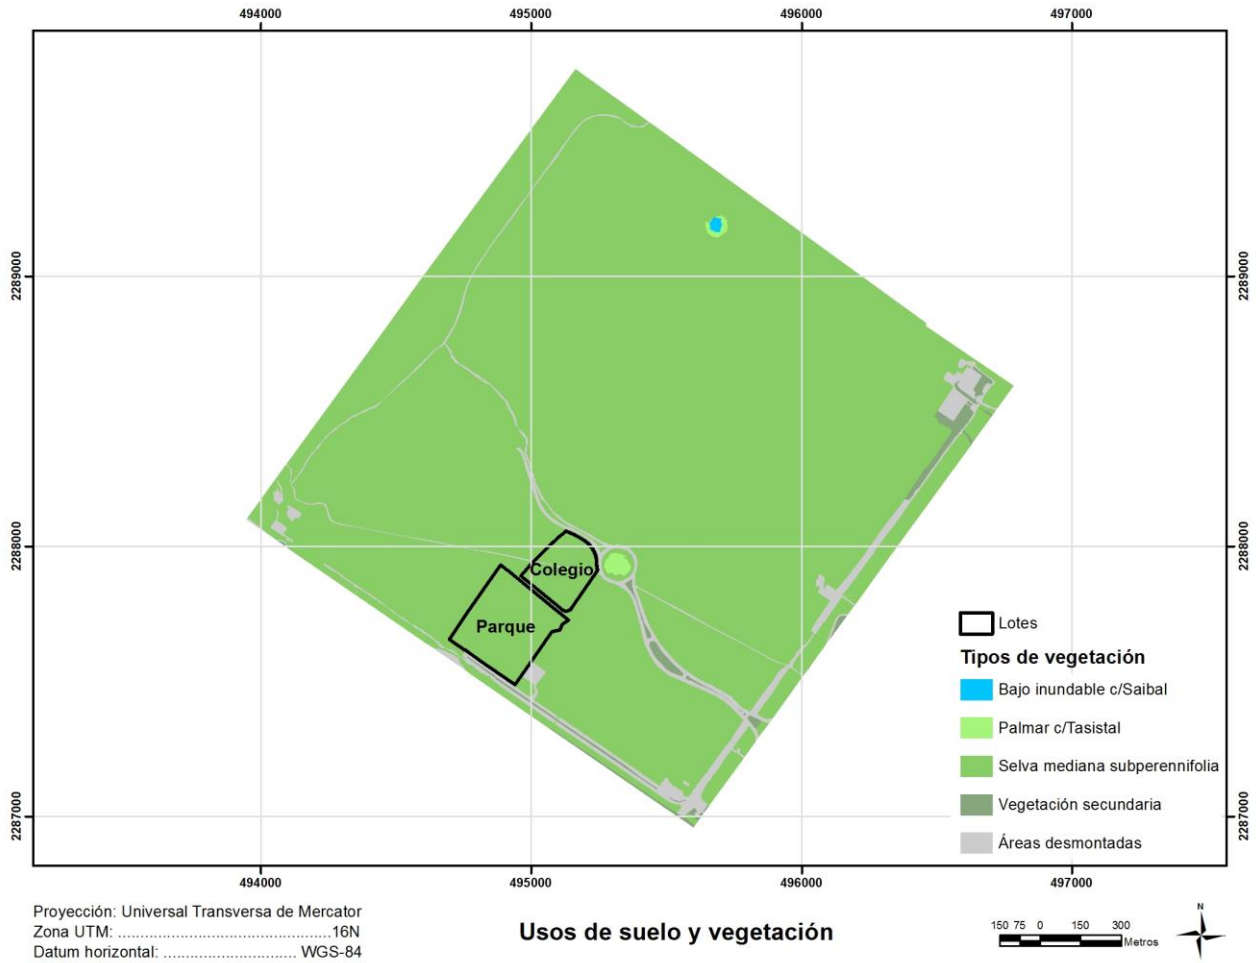 494000 495000 496000 497000
2289000 2289000
2288000 2288000
Colegio
Parque
Lotes
Tipos de vegetación
Bajo inundable c/Saibal
Palmar c/Tasistal
Selva mediana subperennifolia
Vegetación secundaria
Áreas desmontadas
2287000 2287000
494000 495000 496000 497000
Proyección: Universal Transversa de Mercator
Zona UTM: ............................................16N
Datum horizontal: ............................ WGS-84
Usos de suelo y vegetación
150 75 0 150 300
Metros
N